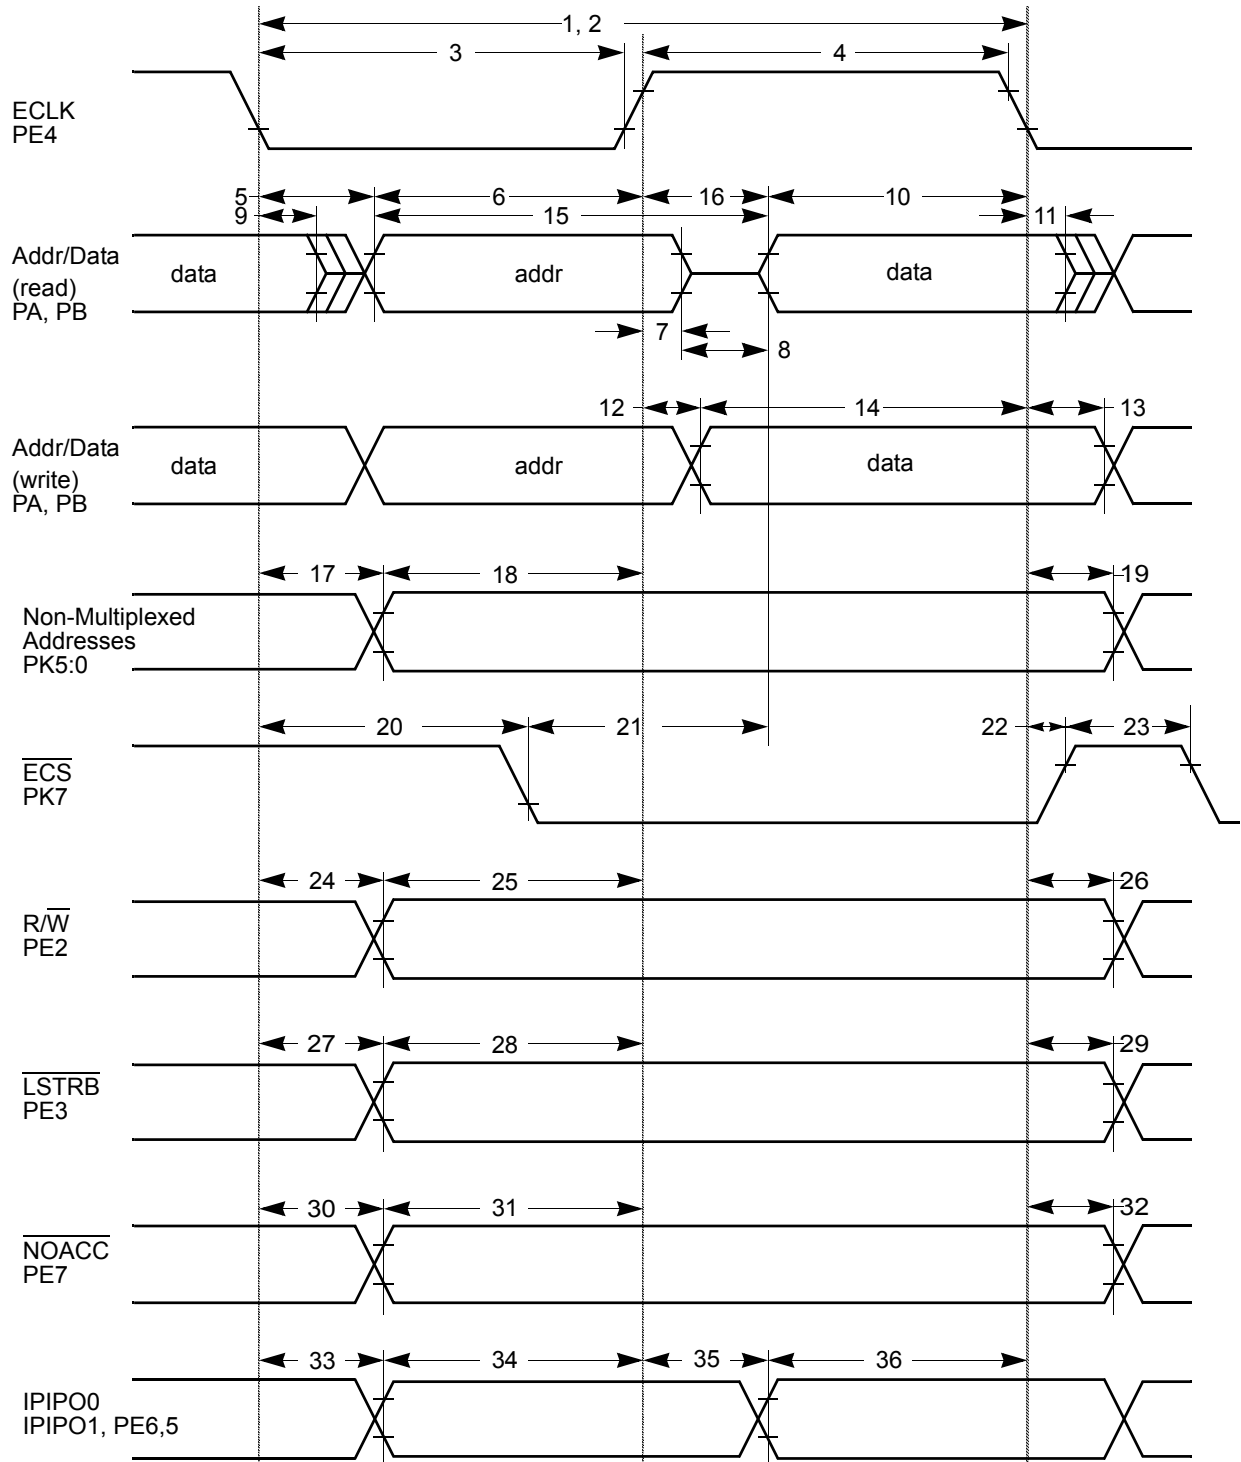 1, 2
3
4
ECLK
PE4
5
6
16
10
9
15
11
Addr/Data
(read)
PA, PB
data
addr
data
7
8
12
14
13
Addr/Data
(write)
PA, PB
data
addr
data
17
18
19
Non-Multiplexed
Addresses
PK5:0
20
21
22
23
ECS
PK7
24
25
26
R/W
PE2
27
28
29
LSTRB
PE3
30
31
32
NOACC
PE7
33
34
35
36
IPIPO0
IPIPO1, PE6,5